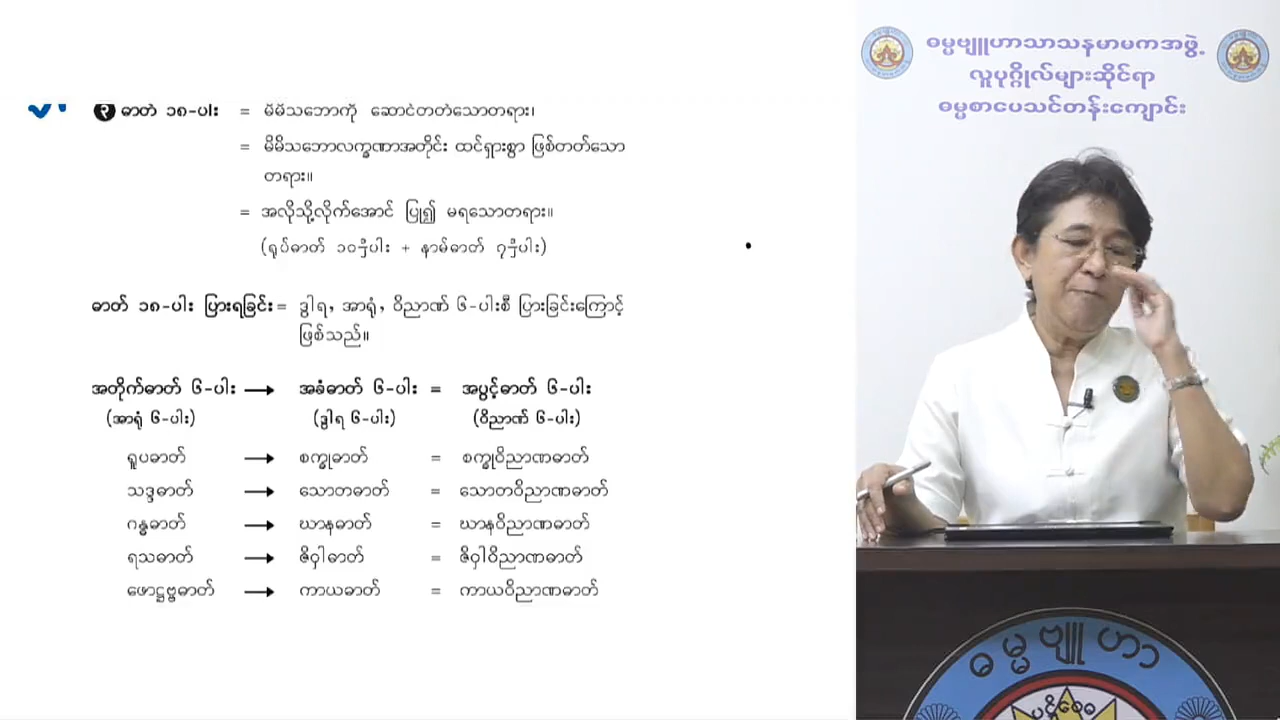 ၃ ဓာတ် ၁၈-ပါး = မိမိသဘောကို ဆောင်တတ်သောတရား၊
= မိမိသဘောလက္ခဏာအတိုင်း ထင်ရှားစွာ ဖြစ်တတ်သော
တရား။
= အလိုသို့လိုက်အောင် ပြု၍ မရသောတရား။
(ရုပ်ဓာတ် ၁၀ ပါး + နာမ်ဓာတ် ၇ ပါး)
ဓာတ် ၁၈-ပါး ပြားရခြင်း = ဒွါရ, အာရုံ, ဝိညာဏ် ၆-ပါးစီ ပြားခြင်းကြောင့်
ဖြစ်သည်။
အတိုက်ဓာတ် ၆-ပါး → အခံဓာတ် ၆-ပါး = အပွင့်ဓာတ် ၆-ပါး
(အာရုံ ၆-ပါး) (ဒွါရ ၆-ပါး) (ဝိညာဏ် ၆-ပါး)
ရူပဓာတ် → စက္ခုဓာတ် = စက္ခုဝိညာဏဓာတ်
သဒ္ဒဓာတ် → သောတဓာတ် = သောတဝိညာဏဓာတ်
ဂန္ဓဓာတ် → ဃာနဓာတ် = ဃာနဝိညာဏဓာတ်
ရသဓာတ် → ဇိဝှါဓာတ် = ဇိဝှါဝိညာဏဓာတ်
ဖောဋ္ဌဗ္ဗဓာတ် → ကာယဓာတ် = ကာယဝိညာဏဓာတ်
ဓမ္မဗျူဟာသာသနမာမကအဖွဲ့
လူပုဂ္ဂိုလ်များဆိုင်ရာ
ဓမ္မစာပေသင်တန်းကျောင်း
ဓမ္မဗျူဟာ